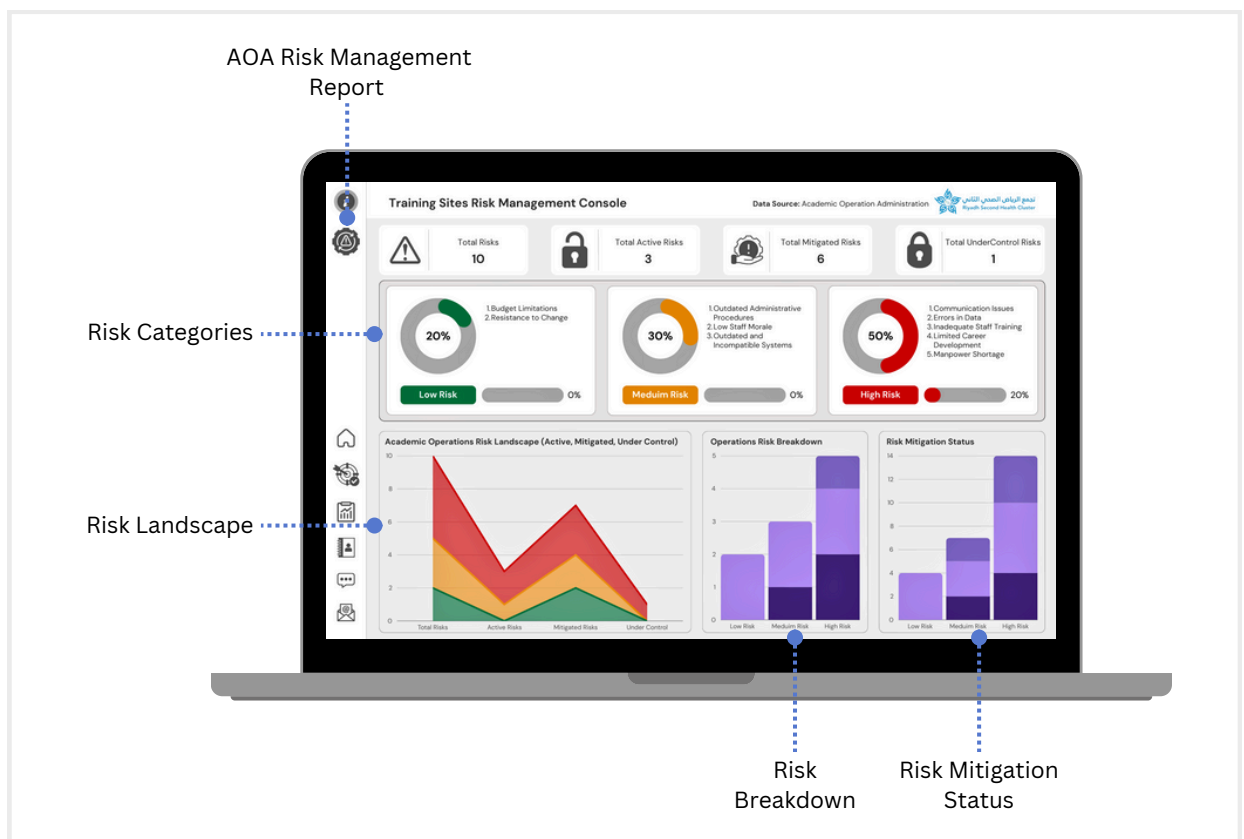 AOA Risk Management
Report
Training Sites Risk Management Console
Data Source: Academic Operation Administration
تجمع الرياض الصحي الثاني
Riyadh Second Health Cluster
Total Risks
10
Total Active Risks
3
Total Mitigated Risks
6
Total UnderControl Risks
1
Risk Categories
20%
1.Budget Limitations
2.Resistance to Change
Low Risk
0%
30%
1.Outdated Administrative
Procedures
2.Low Staff Morale
3.Outdated and
Incompatible Systems
Meduim Risk
0%
50%
1.Communication Issues
2.Errors in Data
3.Inadequate Staff Training
4.Limited Career
Development
5.Manpower Shortage
High Risk
20%
Risk Landscape
Academic Operations Risk Landscape (Active, Mitigated, Under Control)
10
8
6
4
2
0
Total Risks
Active Risks
Mitigated Risks
Under Control
Operations Risk Breakdown
5
4
3
2
1
0
Low Risk
Meduim Risk
High Risk
Risk Mitigation Status
14
12
10
8
6
4
2
0
Low Risk
Meduim Risk
High Risk
Risk
Breakdown
Risk Mitigation
Status